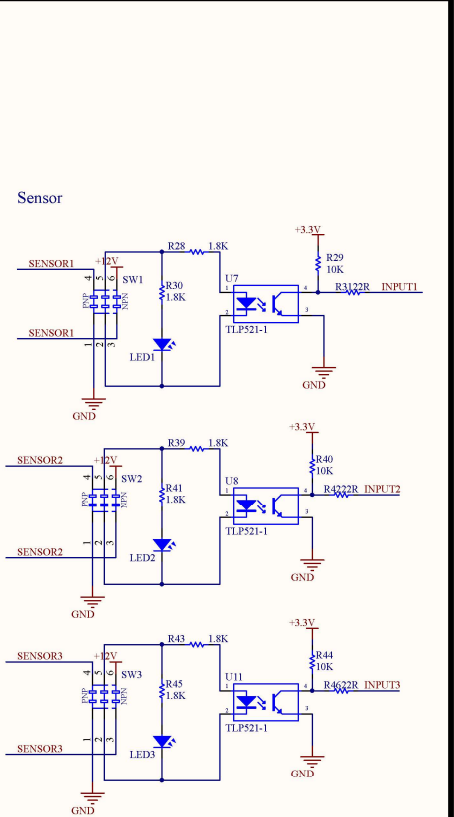 Sensor
+3.3V
R28 1.8K
SENSOR1 +12V
4 5 6 SW1
U7
R29
10K
R30
1.8K
1 4 R31 22R INPUT1
PNP NPN
SENSOR1
2 3
TLP521-1
1 2 3
LED1
GND
GND
+3.3V
R39 1.8K
SENSOR2 +12V
4 5 6 SW2
U8
R40
10K
R41
1.8K
1 4 R42 22R INPUT2
PNP NPN
2 3
TLP521-1
1 2 3
SENSOR2
LED2
GND
GND
+3.3V
R43 1.8K
SENSOR3 +12V
4 5 6 SW3
U11
R44
10K
R45
1.8K
1 4 R46 22R INPUT3
PNP NPN
2 3
TLP521-1
1 2 3
SENSOR3
LED3
GND
GND